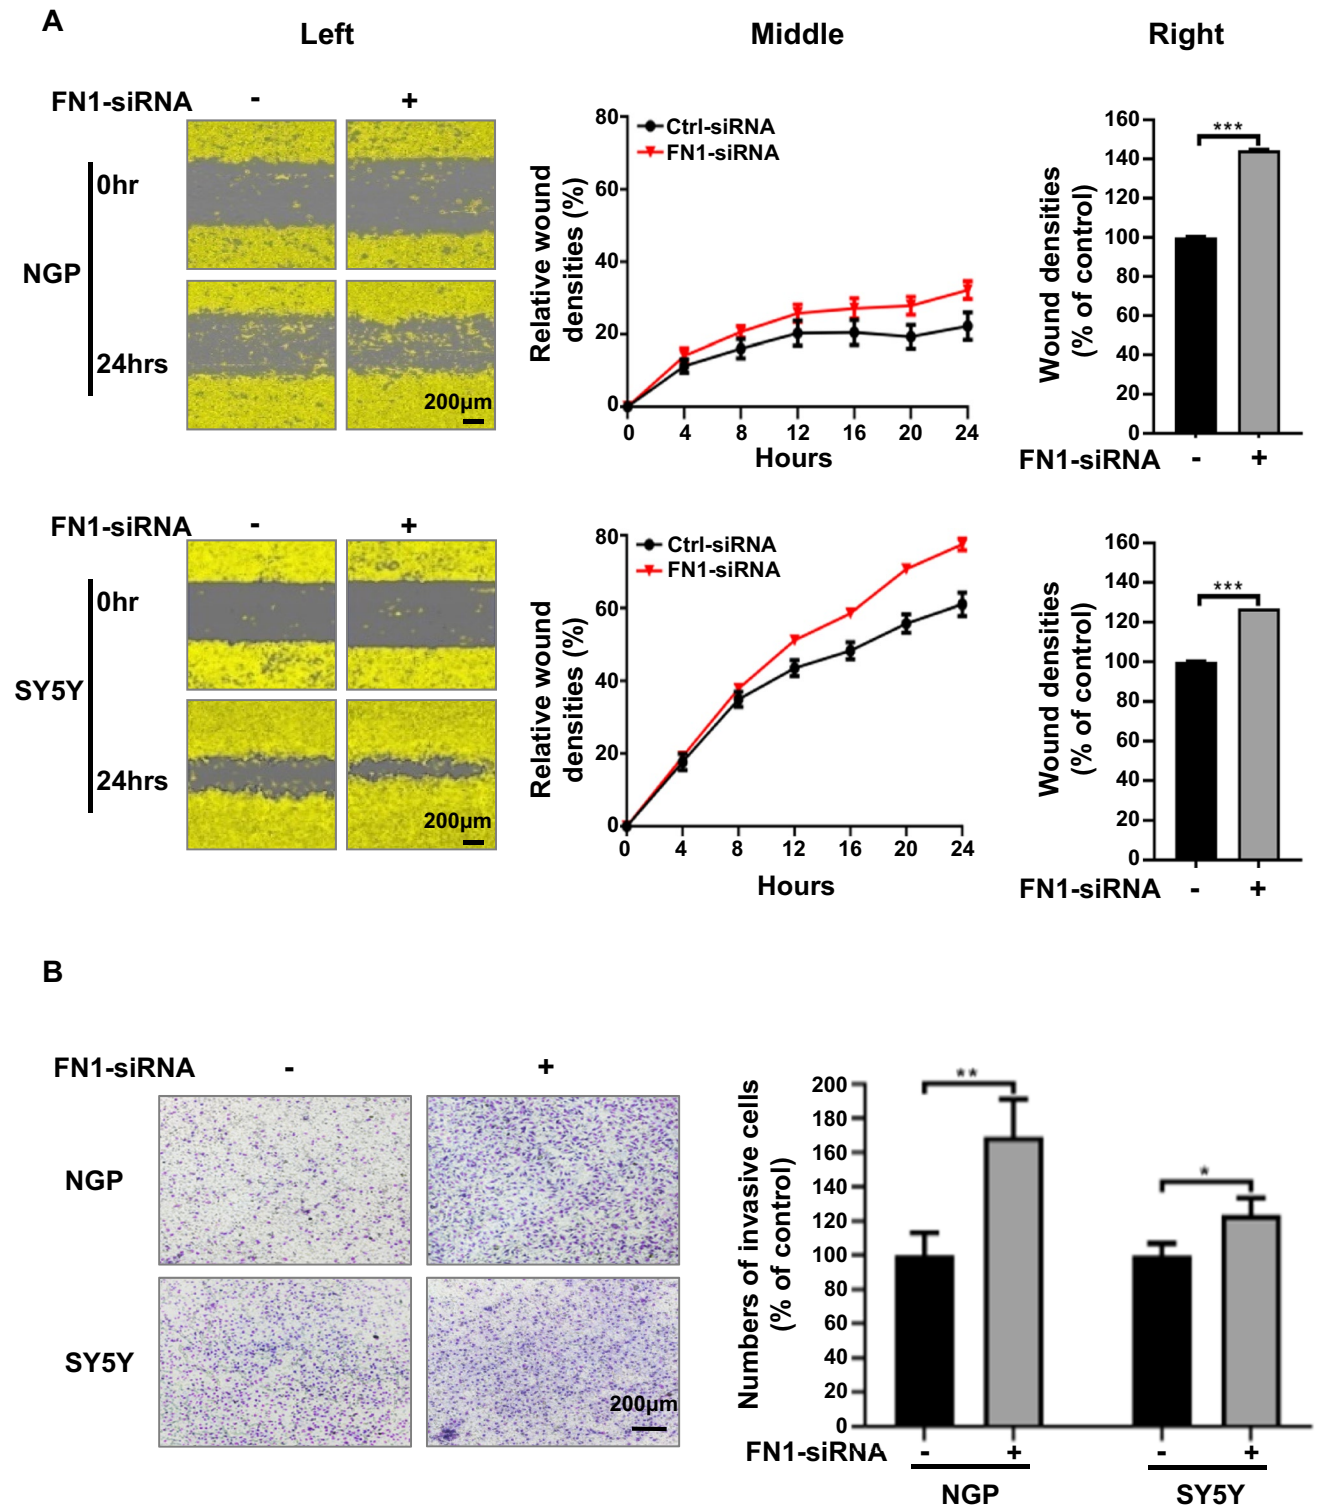 A
Left
Middle
Right
FN1-siRNA - +
NGP
0hr
24hrs
200µm
Relative wound
densities (%)
80
60
40
20
0
Ctrl-siRNA
FN1-siRNA
0 4 8 12 16 20 24
Hours
Wound densities
(% of control)
160
140
120
100
80
60
40
20
0
***
FN1-siRNA - +
FN1-siRNA - +
SY5Y
0hr
24hrs
200µm
Relative wound
densities (%)
80
60
40
20
0
Ctrl-siRNA
FN1-siRNA
0 4 8 12 16 20 24
Hours
Wound densities
(% of control)
160
140
120
100
80
60
40
20
0
***
FN1-siRNA - +
B
FN1-siRNA - +
NGP
SY5Y
200µm
Numbers of invasive cells
(% of control)
200
180
160
140
120
100
80
60
40
20
0
**
*
FN1-siRNA - + - +
NGP SY5Y